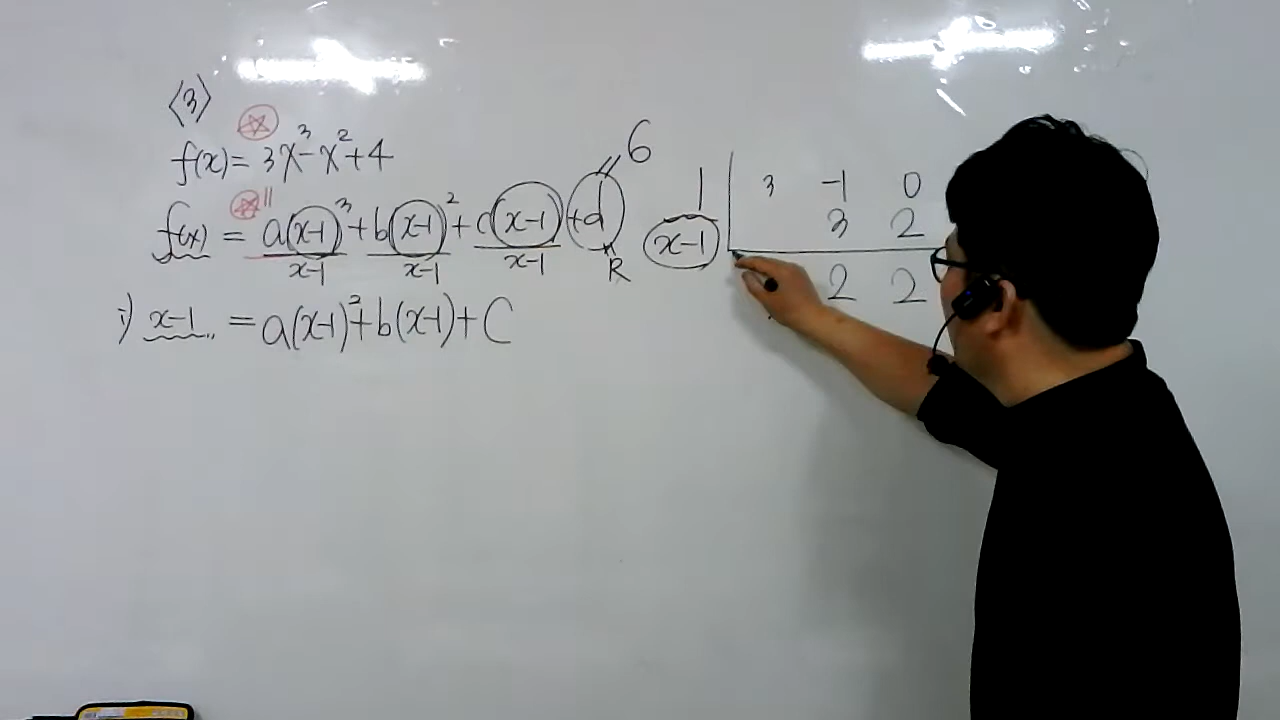 <3>
f(x) = 3x³-x²+4
f(x) = a(x-1)³+b(x-1)²+c(x-1)+d
x-1 x-1 x-1 R
6
i) x-1 = a(x-1)²+b(x-1)+C
1 3 -1 0
x-1 3 2
2 2